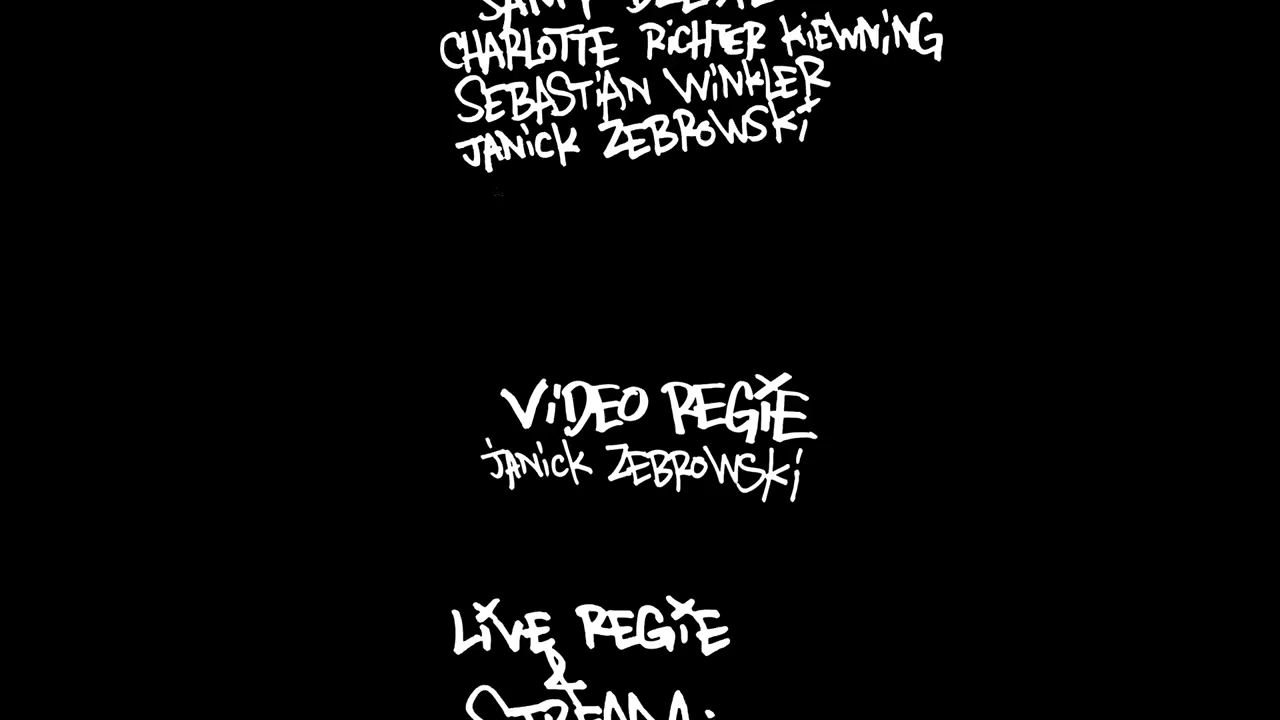 CHARLOTTE RiCHTER KiEWNiNG
SEBASTiAN WiNKLER
JANiCK ZEBROWSKi
ViDEO REGiE
JANiCK ZEBROWSKi
LiVE REGiE
&